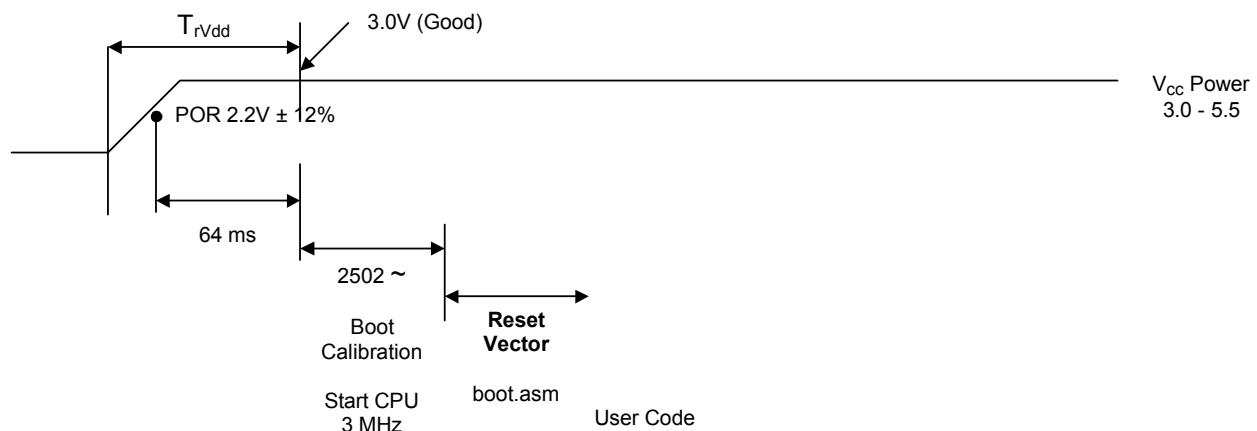 TrVdd
3.0V (Good)
VCC Power
3.0 - 5.5
POR 2.2V ± 12%
64 ms
2502 ~
Boot
Calibration
Start CPU
3 MHz
Reset
Vector
boot.asm
User Code